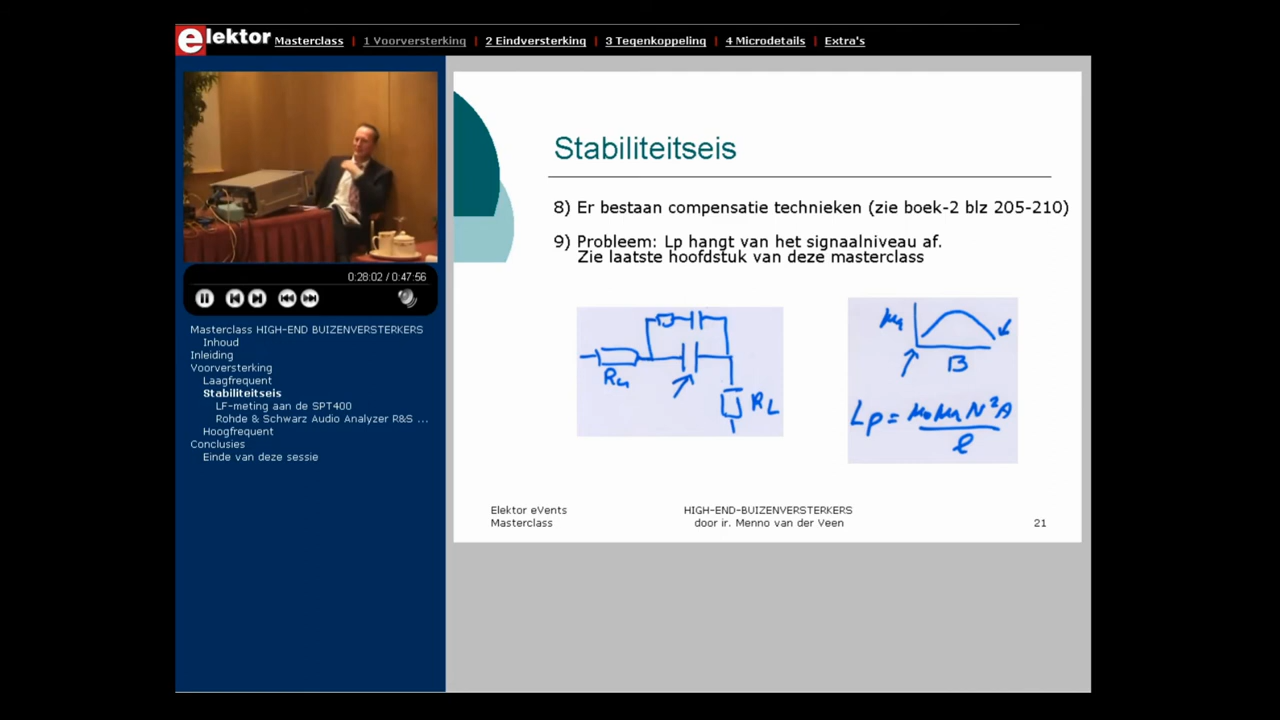 elektor Masterclass | 1 Voorversterking | 2 Eindversterking | 3 Tegenkoppeling | 4 Microdetails | Extra's
0:28:02 / 0:47:56
Masterclass HIGH-END BUIZENVERSTERKERS
Inhoud
Inleiding
Voorversterking
Laagfrequent
Stabiliteitseis
LF-meting aan de SPT400
Rohde & Schwarz Audio Analyzer R&S ...
Hoogfrequent
Conclusies
Einde van deze sessie
Stabiliteitseis
8) Er bestaan compensatie technieken (zie boek-2 blz 205-210)
9) Probleem: Lp hangt van het signaalniveau af.
Zie laatste hoofdstuk van deze masterclass
RL
B
Lp = μ0 μr N² A
ℓ
Elektor eVents
Masterclass
HIGH-END-BUIZENVERSTERKERS
door ir. Menno van der Veen
21